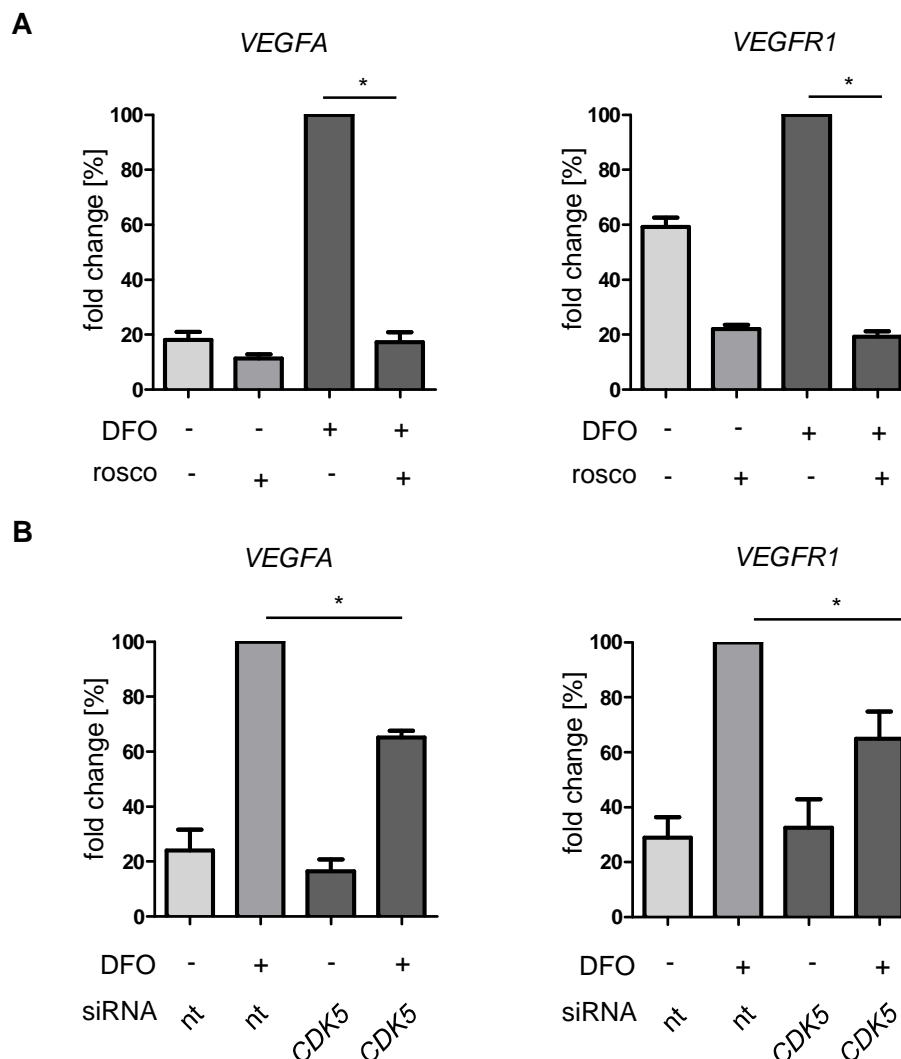 A
VEGFA
VEGFR1
*
*
fold change [%]
100
80
60
40
20
0
fold change [%]
100
80
60
40
20
0
DFO - - + +
rosco - + - +
DFO - - + +
rosco - + - +
B
VEGFA
VEGFR1
*
*
fold change [%]
100
80
60
40
20
0
fold change [%]
100
80
60
40
20
0
DFO - + - +
siRNA nt nt CDK5 CDK5
DFO - + - +
siRNA nt nt CDK5 CDK5